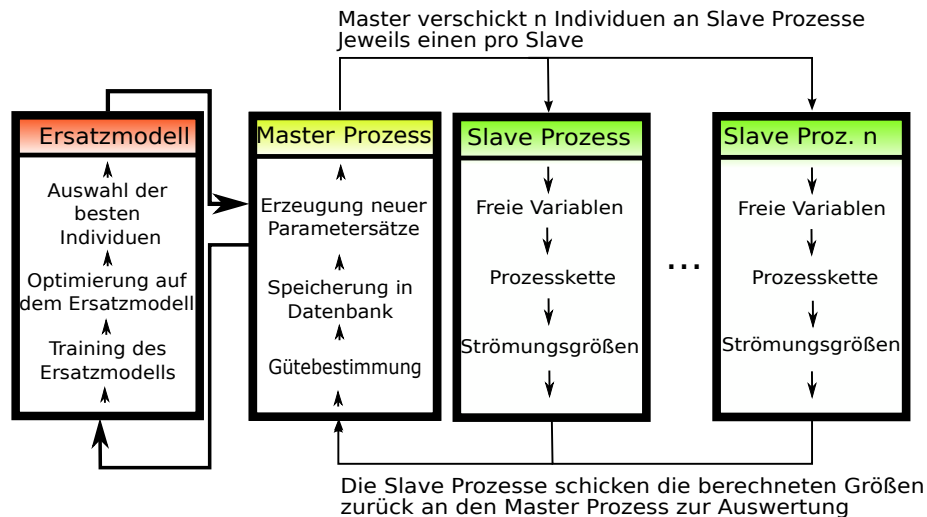 Master verschickt n Individuen an Slave Prozesse
Jeweils einen pro Slave
Ersatzmodell
Auswahl der
besten
Individuen
Optimierung auf
dem Ersatzmodell
Training des
Ersatzmodells
Master Prozess
Erzeugung neuer
Parametersätze
Speicherung in
Datenbank
Gütebestimmung
Slave Prozess
Freie Variablen
Prozesskette
Strömungsgrößen
...
Slave Proz. n
Freie Variablen
Prozesskette
Strömungsgrößen
Die Slave Prozesse schicken die berechneten Größen
zurück an den Master Prozess zur Auswertung